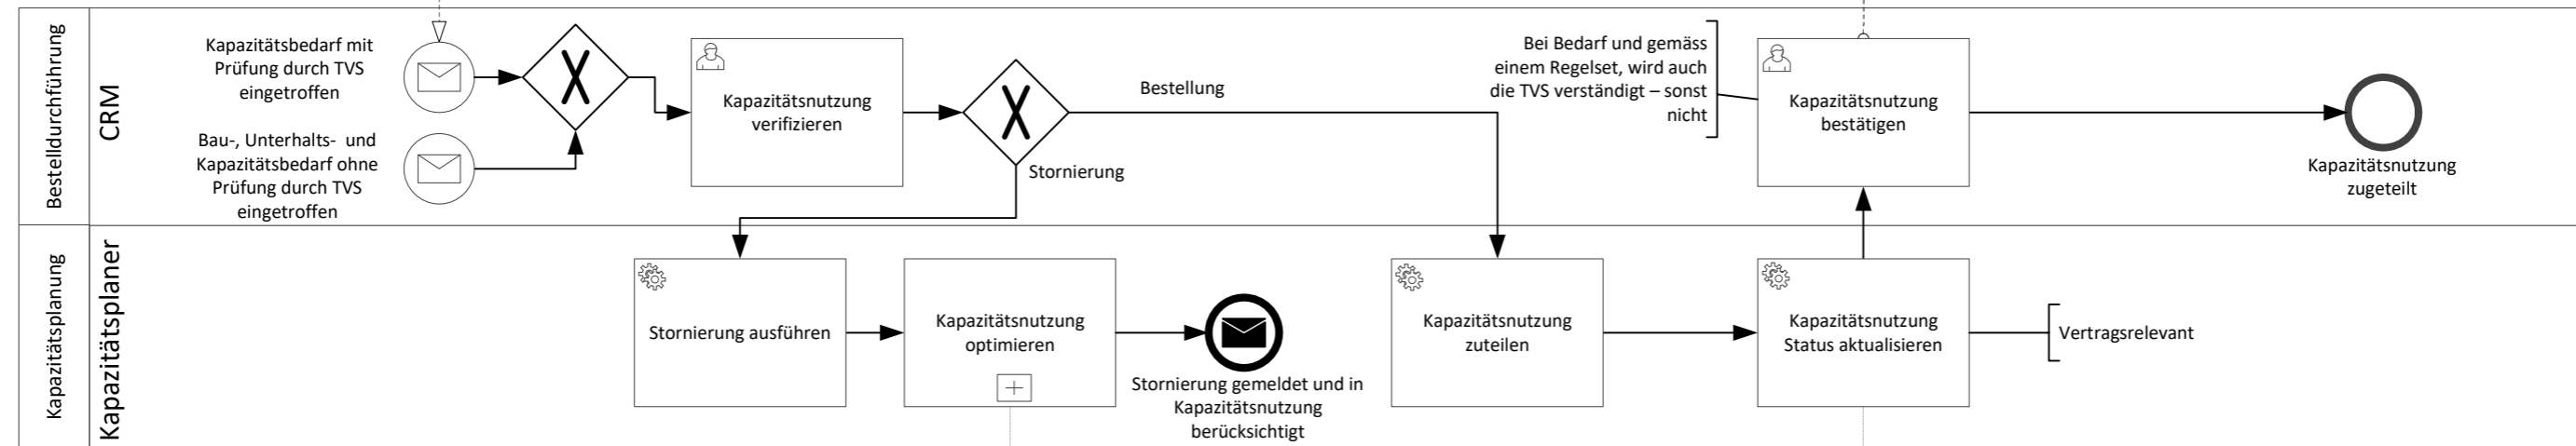 Bestelldurchführung
CRM
Kapazitätsbedarf mit
Prüfung durch TVS
eingetroffen
Bau-, Unterhalts- und
Kapazitätsbedarf ohne
Prüfung durch TVS
eingetroffen
X
Kapazitätsnutzung
verifizieren
X
Bestellung
Stornierung
Bei Bedarf und gemäss
einem Regelset, wird auch
die TVS verständigt – sonst
nicht
Kapazitätsnutzung
bestätigen
Kapazitätsnutzung
zugeteilt
Kapazitätsplanung
Kapazitätsplaner
Stornierung ausführen
Kapazitätsnutzung
optimieren
Stornierung gemeldet und in
Kapazitätsnutzung
berücksichtigt
Kapazitätsnutzung
zuteilen
Kapazitätsnutzung
Status aktualisieren
Vertragsrelevant